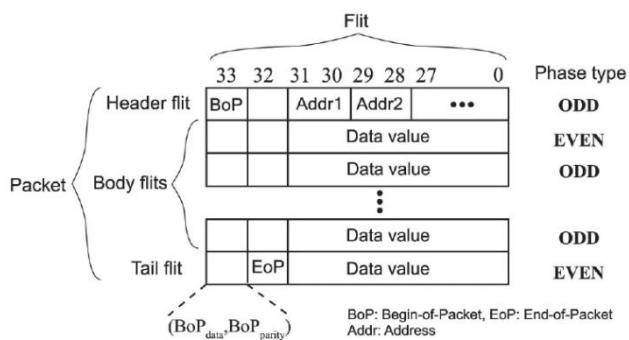 Flit
33 32 31 30 29 28 27 0 Phase type
Header flit BoP Addr1 Addr2 ••• ODD
Data value EVEN
Packet Body flits Data value ODD
Data value ODD
Tail flit EoP Data value EVEN
(BoPdata,BoPparity)
BoP: Begin-of-Packet, EoP: End-of-Packet
Addr: Address